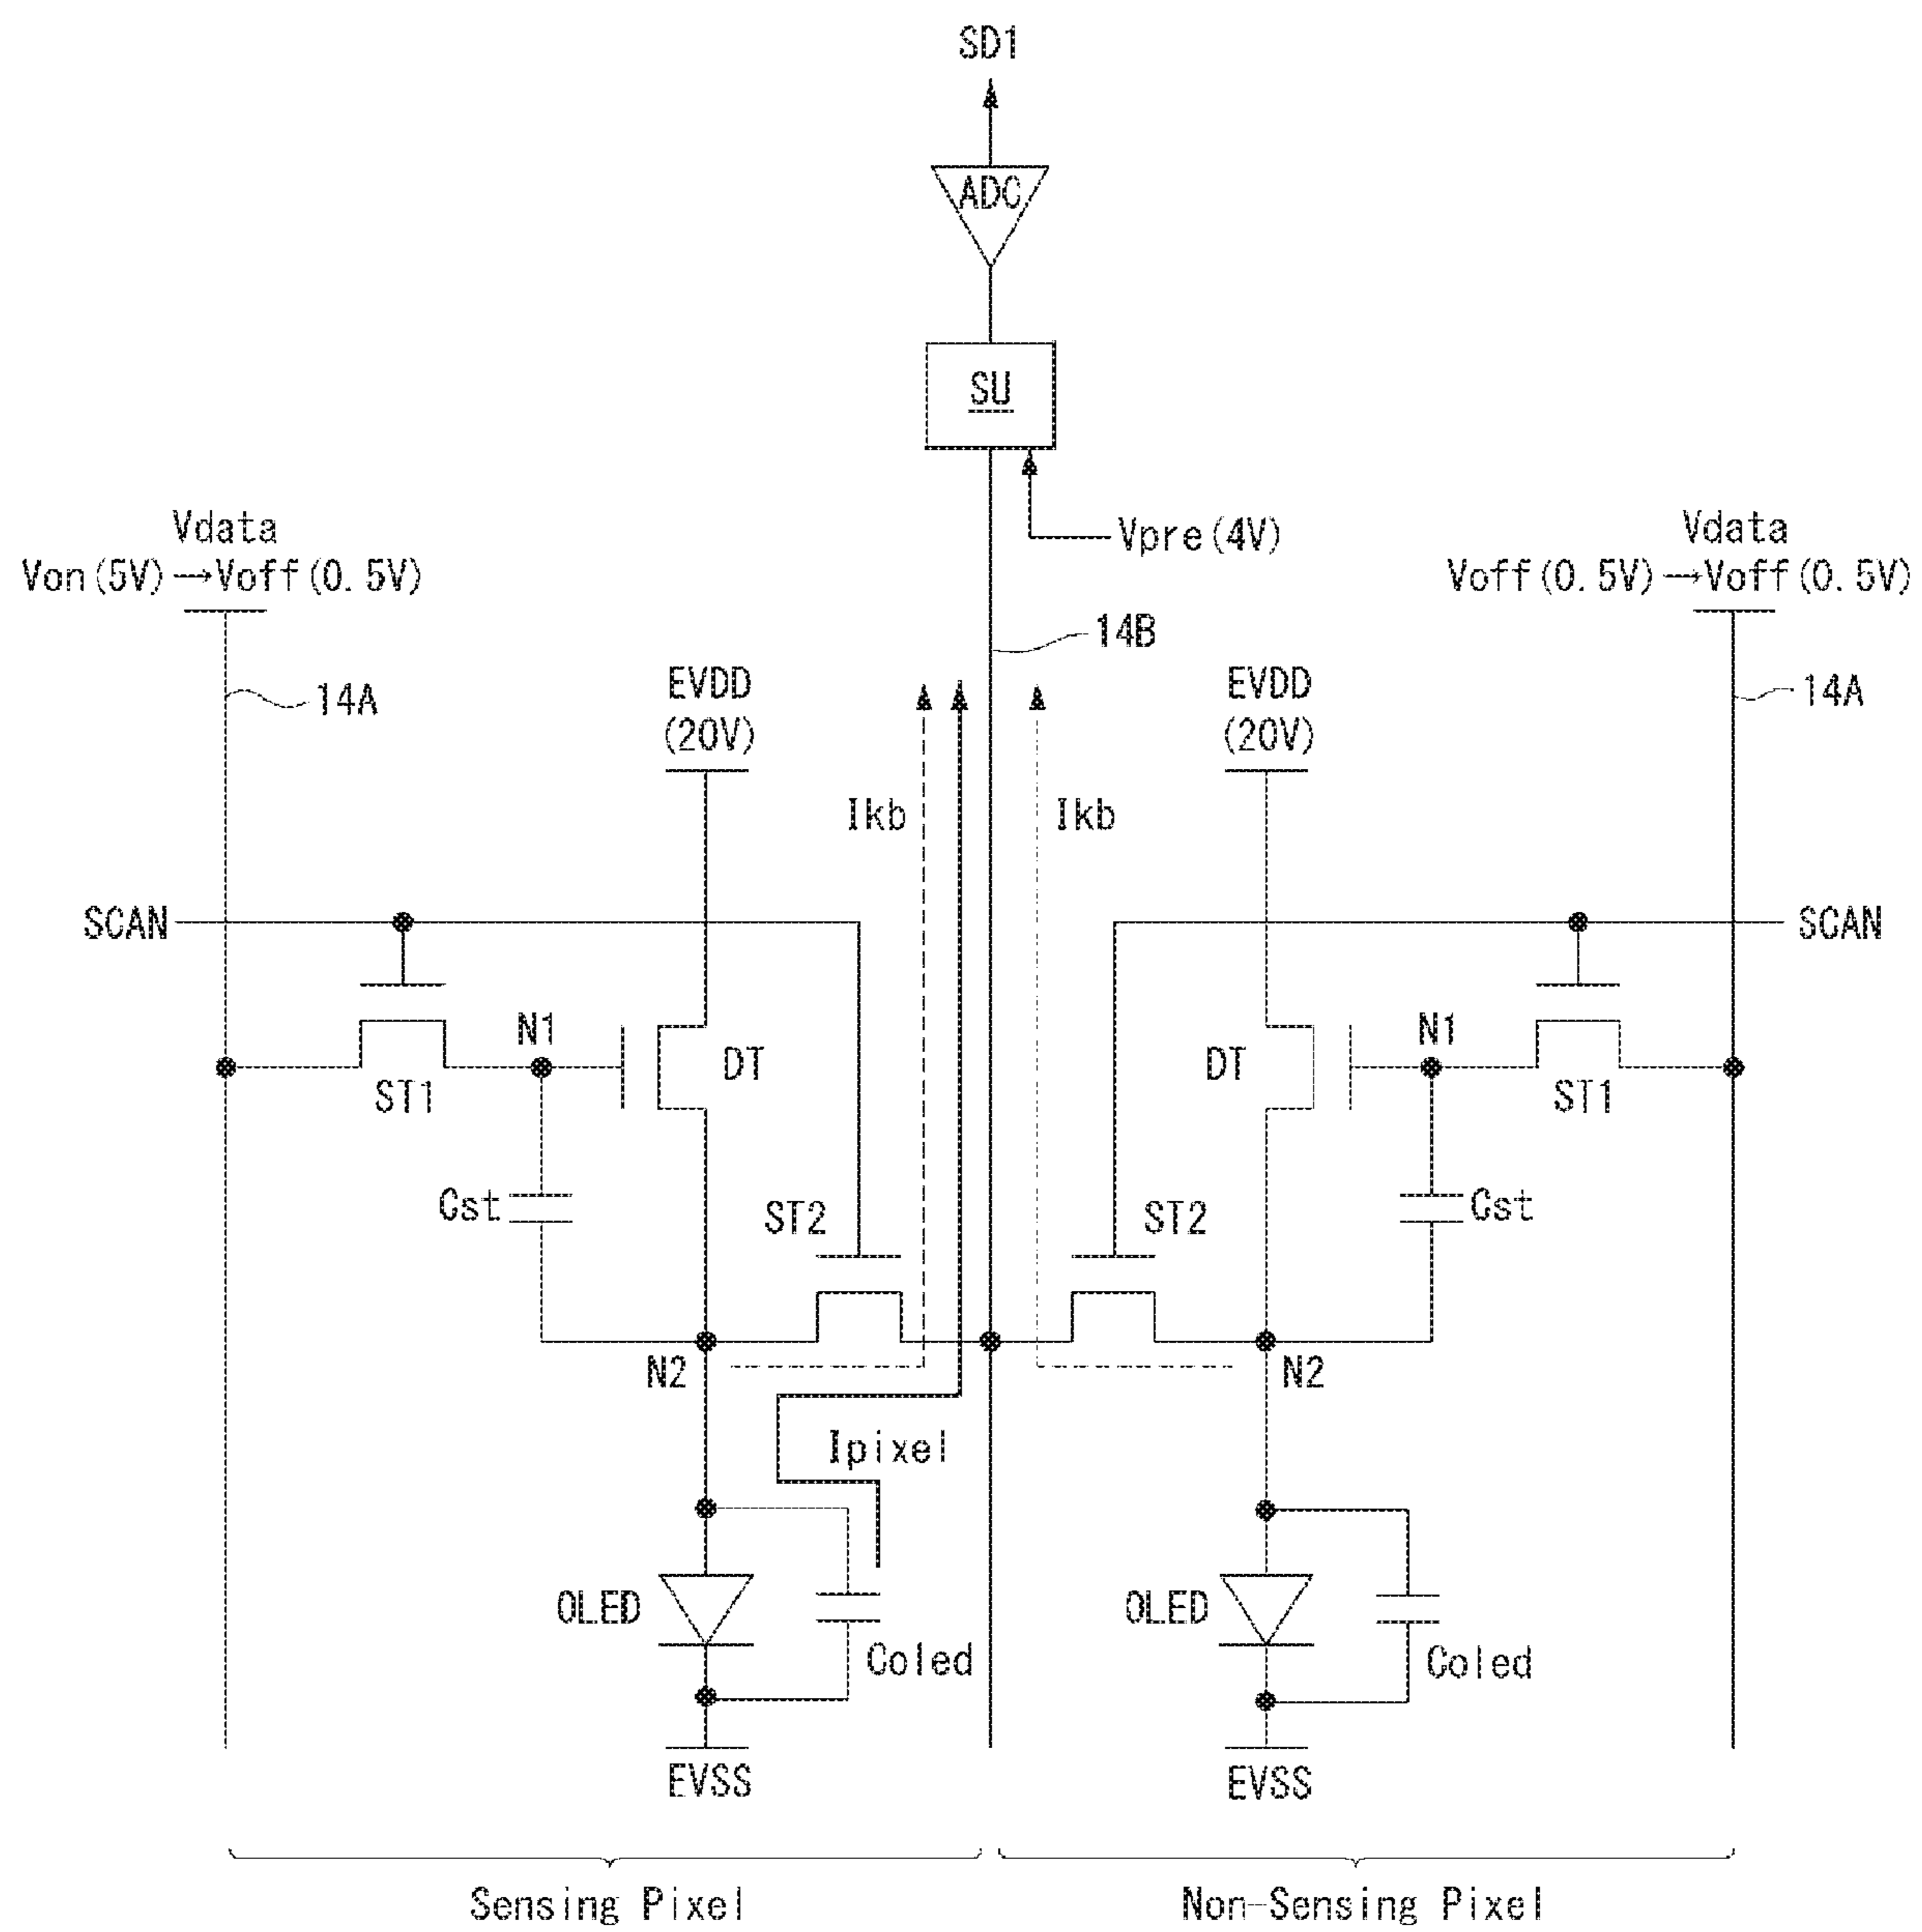 SD1
ADC
SU
Vpre(4V)
Vdata
Von(5V)→Voff(0.5V)
Vdata
Voff(0.5V)→Voff(0.5V)
14B
14A
EVDD
(20V)
EVDD
(20V)
14A
Ikb
Ikb
SCAN
SCAN
N1
DT
ST1
DT
N1
ST1
Cst
ST2
ST2
Cst
N2
N2
Ipixel
OLED
Coled
OLED
Coled
EVSS
EVSS
Sensing Pixel
Non-Sensing Pixel